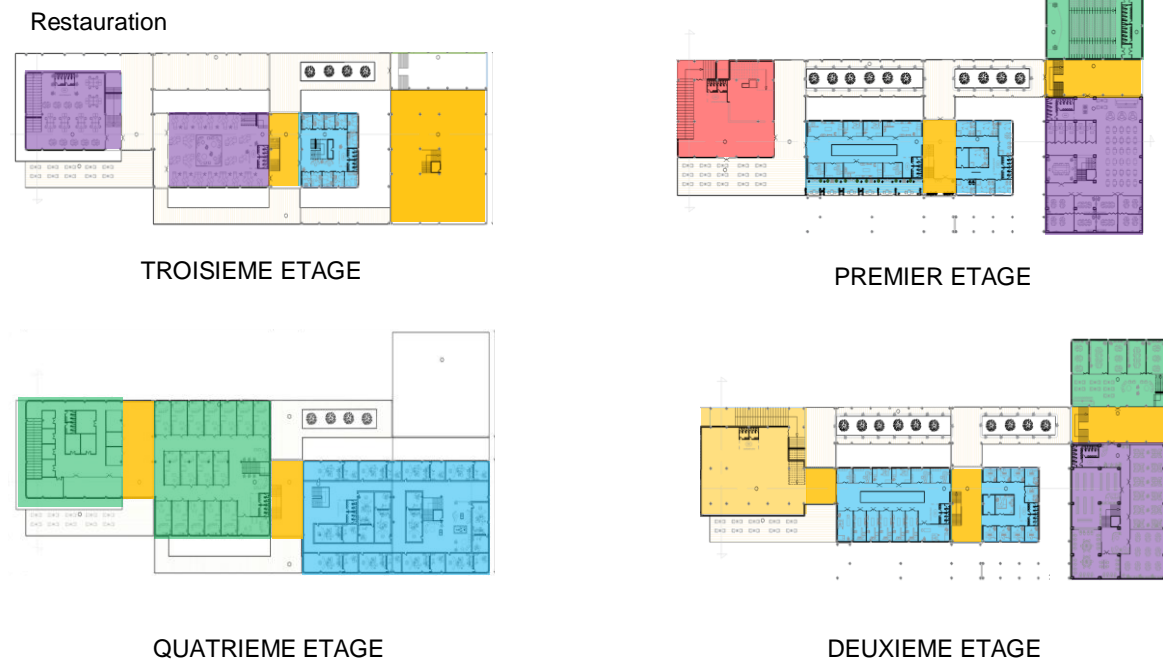 Restauration
TROISIEME ETAGE
PREMIER ETAGE
QUATRIEME ETAGE
DEUXIEME ETAGE